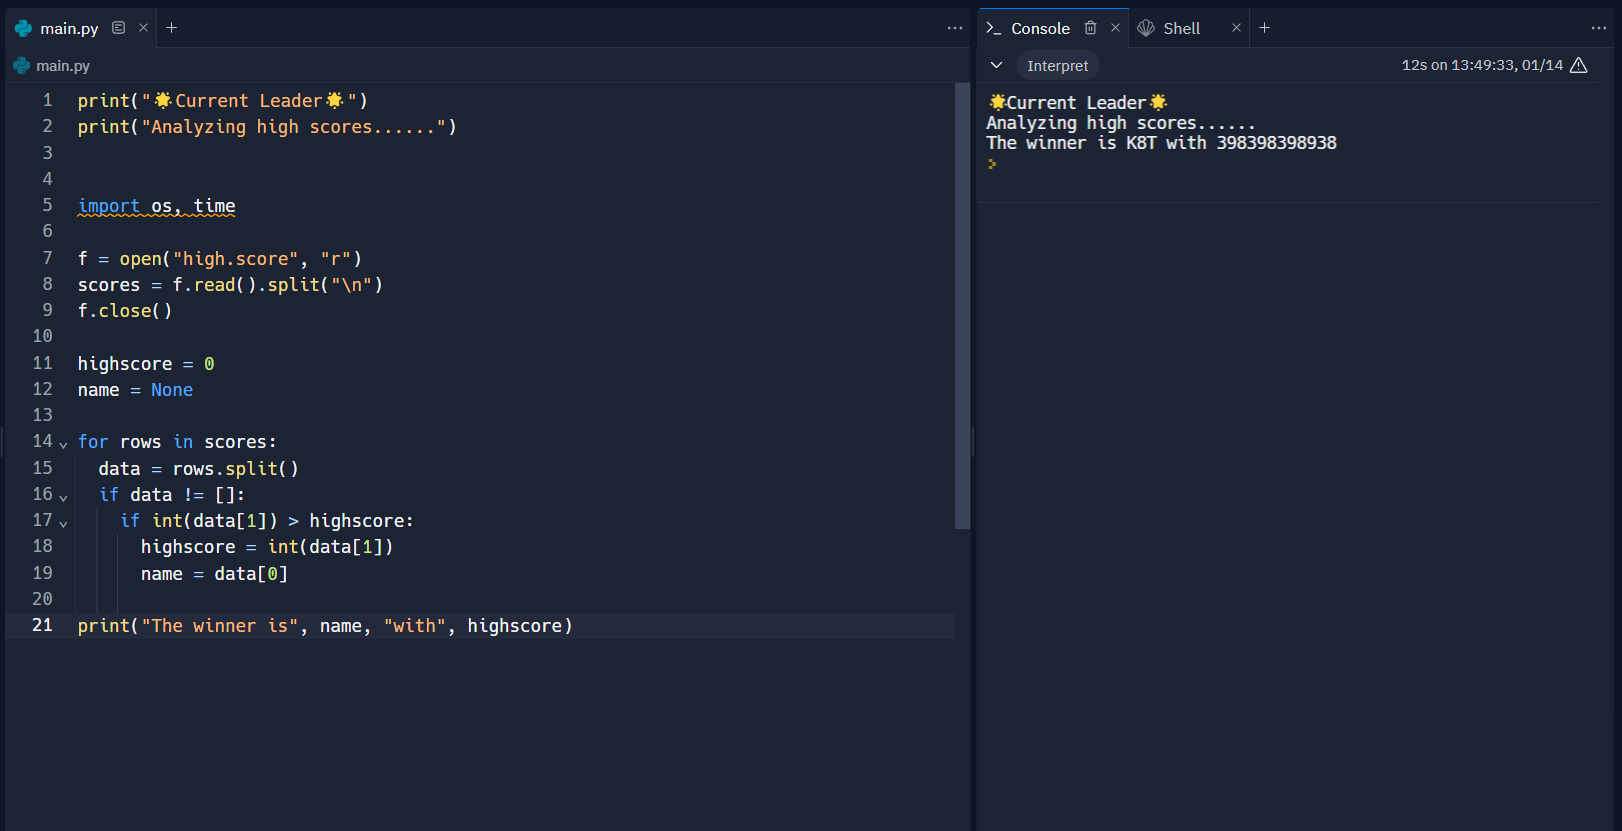 main.py
main.py
1 print("🌟Current Leader🌟")
2 print("Analyzing high scores......")
3
4
5 import os, time
6
7 f = open("high.score", "r")
8 scores = f.read().split("\n")
9 f.close()
10
11 highscore = 0
12 name = None
13
14 for rows in scores:
15   data = rows.split()
16   if data != []:
17     if int(data[1]) > highscore:
18       highscore = int(data[1])
19       name = data[0]
20
21 print("The winner is", name, "with", highscore)
Console
Shell
Interpret
12s on 13:49:33, 01/14
🌟Current Leader🌟
Analyzing high scores......
The winner is K8T with 398398398938